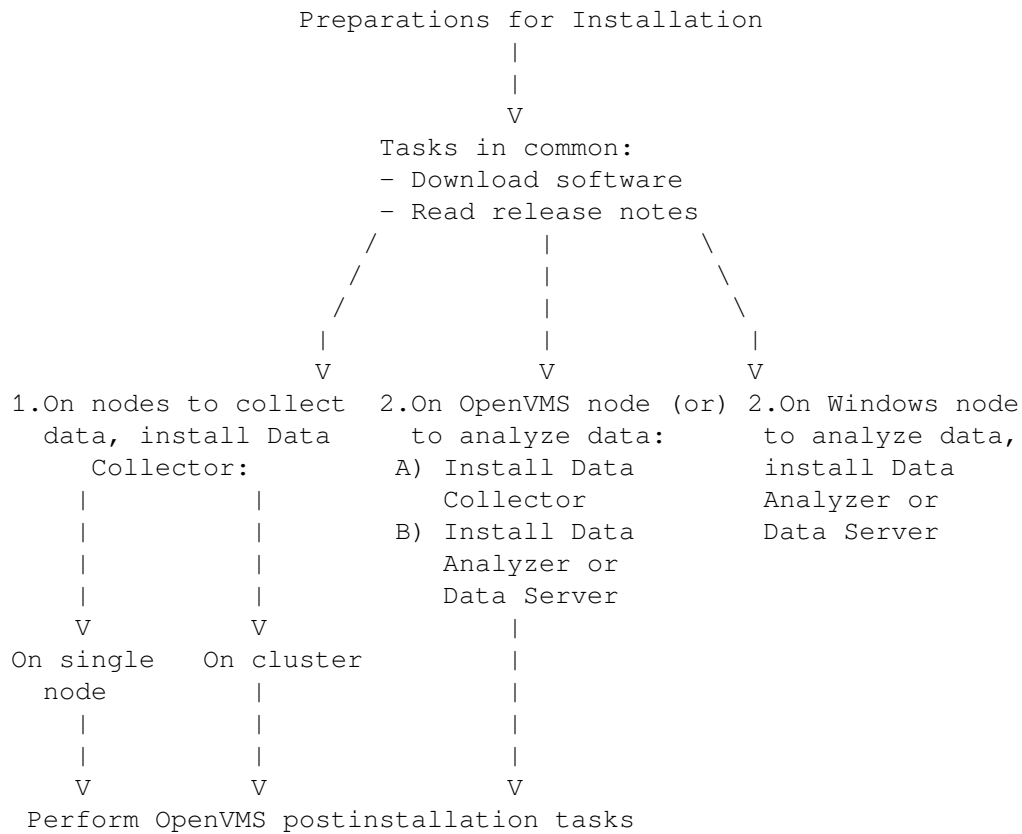 Preparations for Installation
Tasks in common:
- Download software
- Read release notes
1.On nodes to collect data, install Data Collector:
2.On OpenVMS node (or) to analyze data:
A) Install Data Collector
B) Install Data Analyzer or Data Server
2.On Windows node to analyze data, install Data Analyzer or Data Server
On single node
On cluster
Perform OpenVMS postinstallation tasks